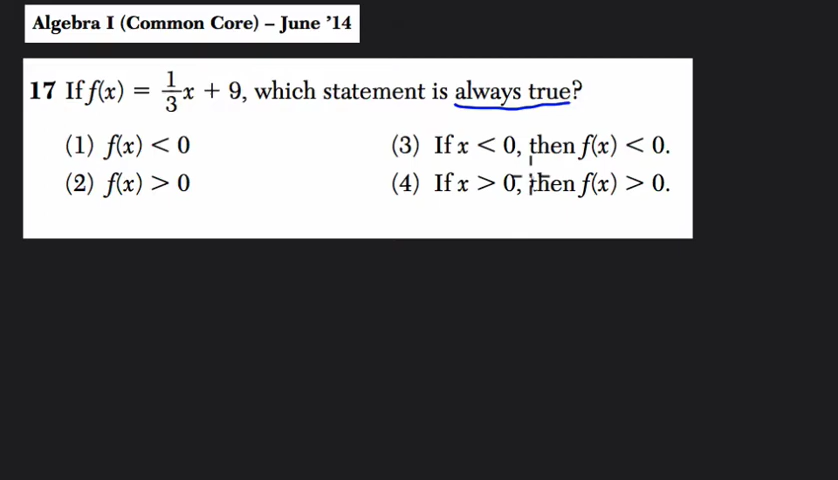 Algebra I (Common Core) – June ’14
17 If f(x) = 1/3 x + 9, which statement is always true?
(1) f(x) < 0
(2) f(x) > 0
(3) If x < 0, then f(x) < 0.
(4) If x > 0, then f(x) > 0.